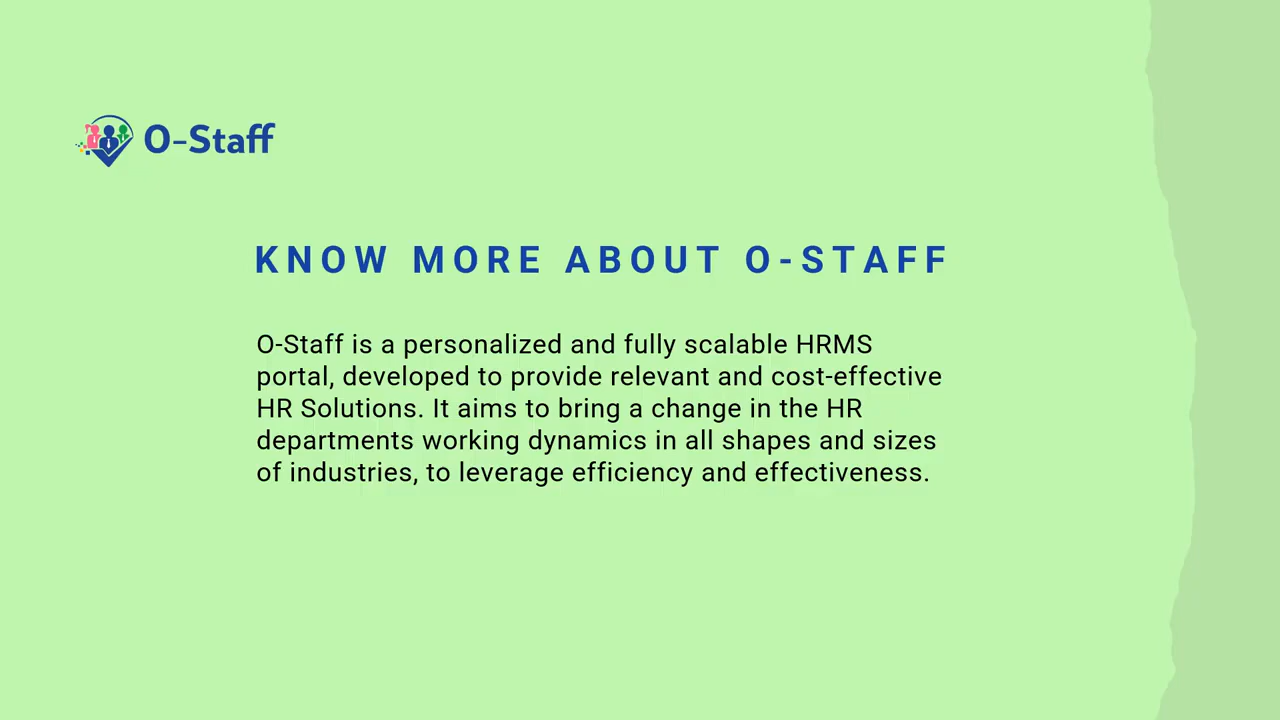 O-Staff
KNOW MORE ABOUT O-STAFF
O-Staff is a personalized and fully scalable HRMS
portal, developed to provide relevant and cost-effective
HR Solutions. It aims to bring a change in the HR
departments working dynamics in all shapes and sizes
of industries, to leverage efficiency and effectiveness.